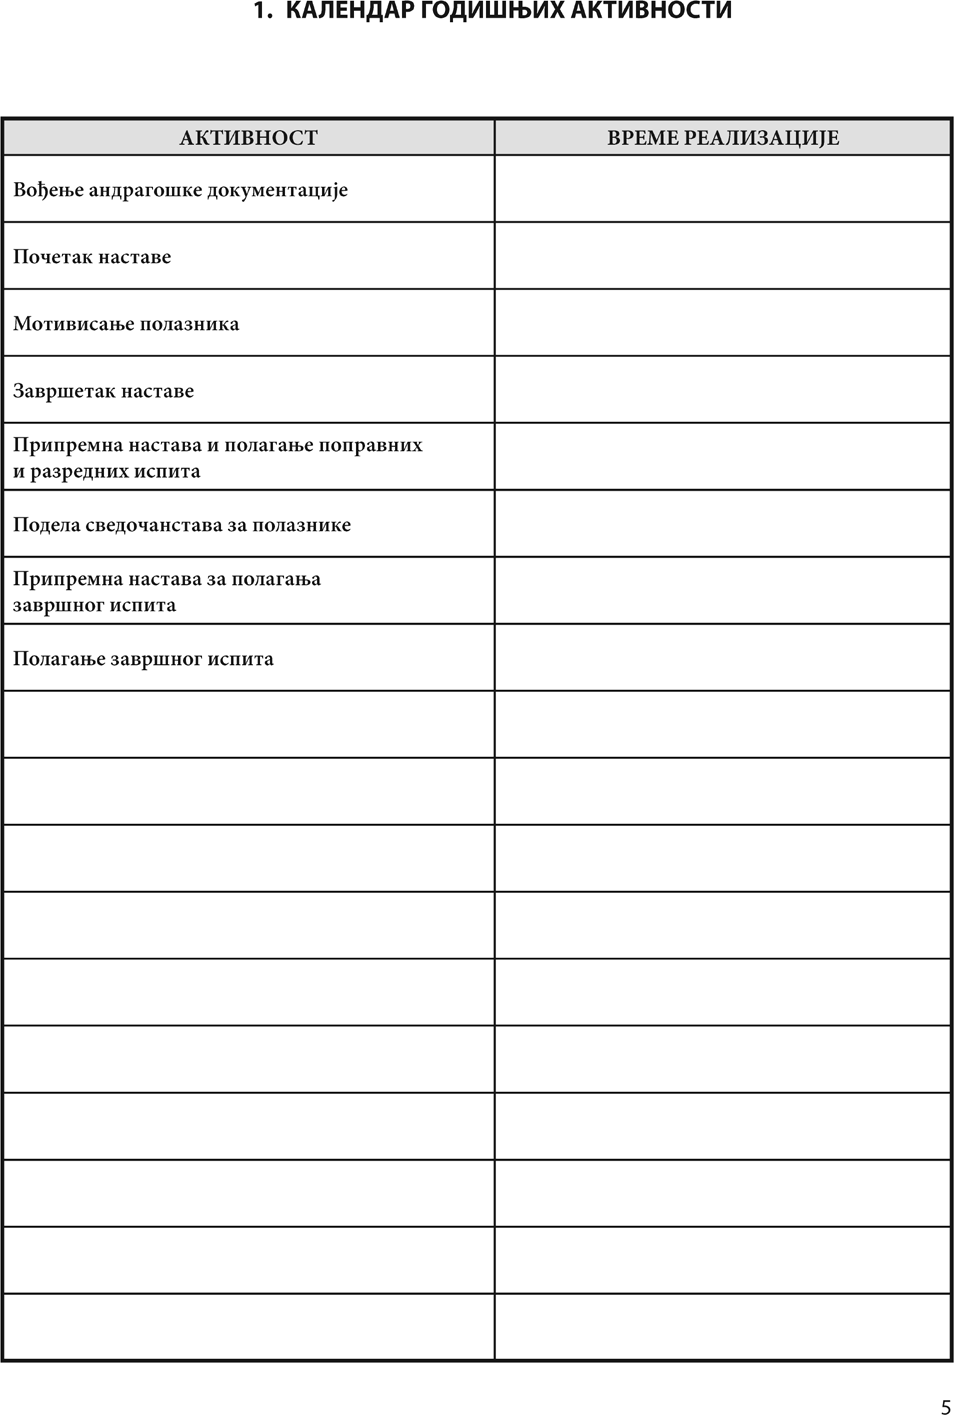 1. КАЛЕНДАР ГОДИШЊИХ АКТИВНОСТИ
АКТИВНОСТ ВРЕМЕ РЕАЛИЗАЦИЈЕ
Вођење андрагошке документације
Почетак наставе
Мотивисање полазника
Завршетак наставе
Припремна настава и полагање поправних
и разредних испита
Подела сведочанстава за полазнике
Припремна настава за полагања
завршног испита
Полагање завршног испита
5